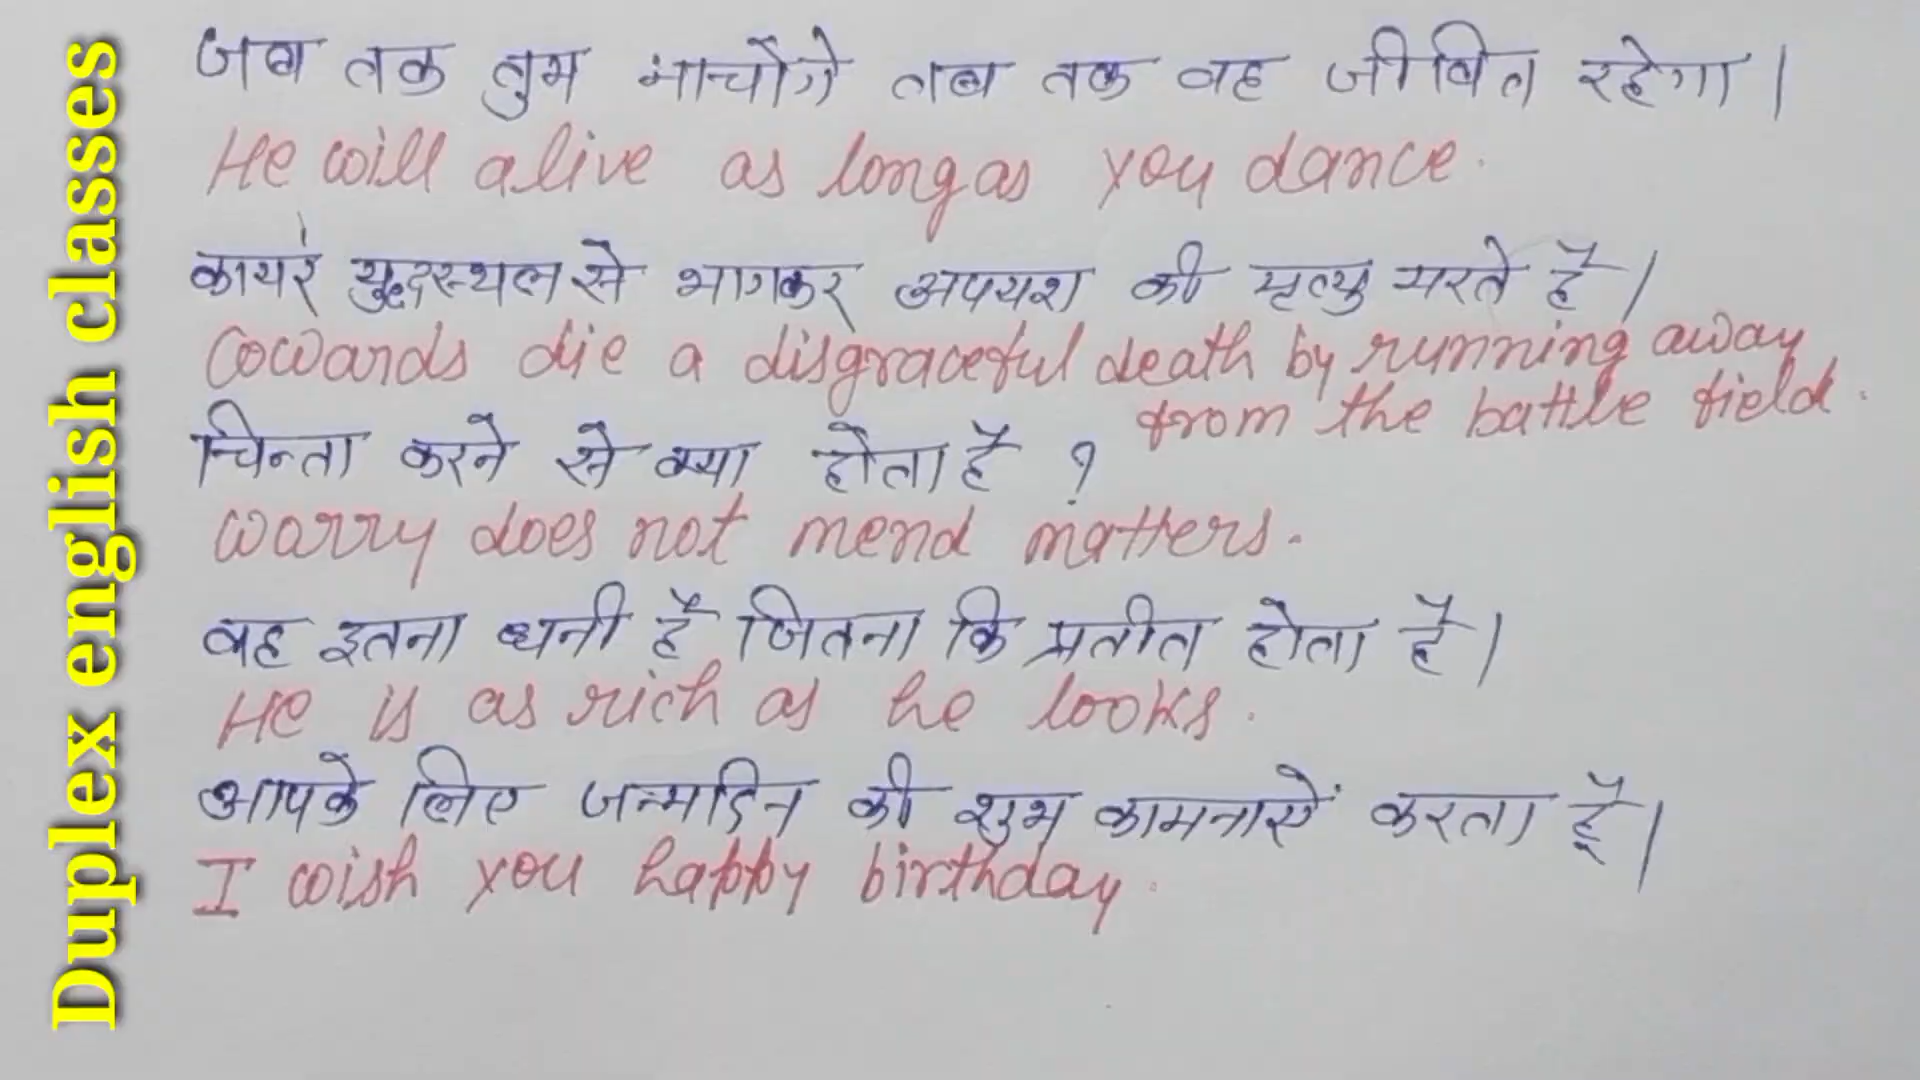 Duplex english classes
जब तक तुम नाचोगे तब तक वह जीवित रहेगा।
He will alive as long as you dance.
कायर युद्धस्थल से भागकर अपयश की मृत्यु मरते है।
Cowards die a disgraceful death by running away
from the battle field.
चिन्ता करने से क्या होता है ?
Worry does not mend matters.
वह इतना धनी है जितना कि प्रतीत होता है।
He is as rich as he looks.
आपके लिए जन्मदिन की शुभ कामनाऐं करता हूँ।
I wish you happy birthday.